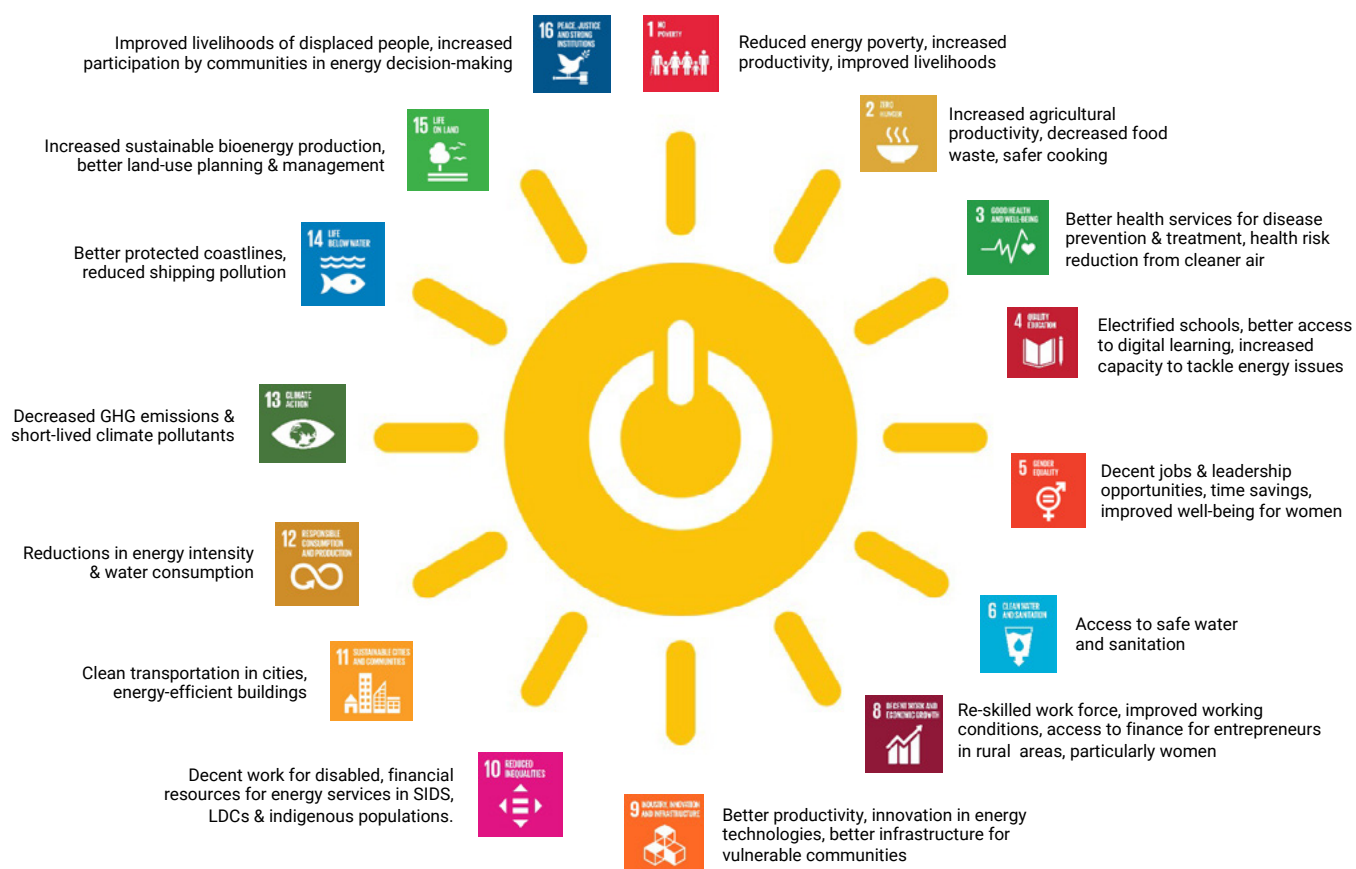 16 PEACE, JUSTICE
AND STRONG
INSTITUTIONS
Improved livelihoods of displaced people, increased
participation by communities in energy decision-making
1 NO
POVERTY
Reduced energy poverty, increased
productivity, improved livelihoods
2 ZERO
HUNGER
Increased agricultural
productivity, decreased food
waste, safer cooking
3 GOOD HEALTH
AND WELL-BEING
Better health services for disease
prevention & treatment, health risk
reduction from cleaner air
4 QUALITY
EDUCATION
Electrified schools, better access
to digital learning, increased
capacity to tackle energy issues
5 GENDER
EQUALITY
Decent jobs & leadership
opportunities, time savings,
improved well-being for women
6 CLEAN WATER
AND SANITATION
Access to safe water
and sanitation
8 DECENT WORK AND
ECONOMIC GROWTH
Re-skilled work force, improved working
conditions, access to finance for entrepreneurs
in rural areas, particularly women
9 INDUSTRY, INNOVATION
AND INFRASTRUCTURE
Better productivity, innovation in energy
technologies, better infrastructure for
vulnerable communities
10 REDUCED
INEQUALITIES
Decent work for disabled, financial
resources for energy services in SIDS,
LDCs & indigenous populations.
11 SUSTAINABLE CITIES
AND COMMUNITIES
Clean transportation in cities,
energy-efficient buildings
12 RESPONSIBLE
CONSUMPTION
AND PRODUCTION
Reductions in energy intensity
& water consumption
13 CLIMATE
ACTION
Decreased GHG emissions &
short-lived climate pollutants
14 LIFE
BELOW WATER
Better protected coastlines,
reduced shipping pollution
15 LIFE
ON LAND
Increased sustainable bioenergy production,
better land-use planning & management